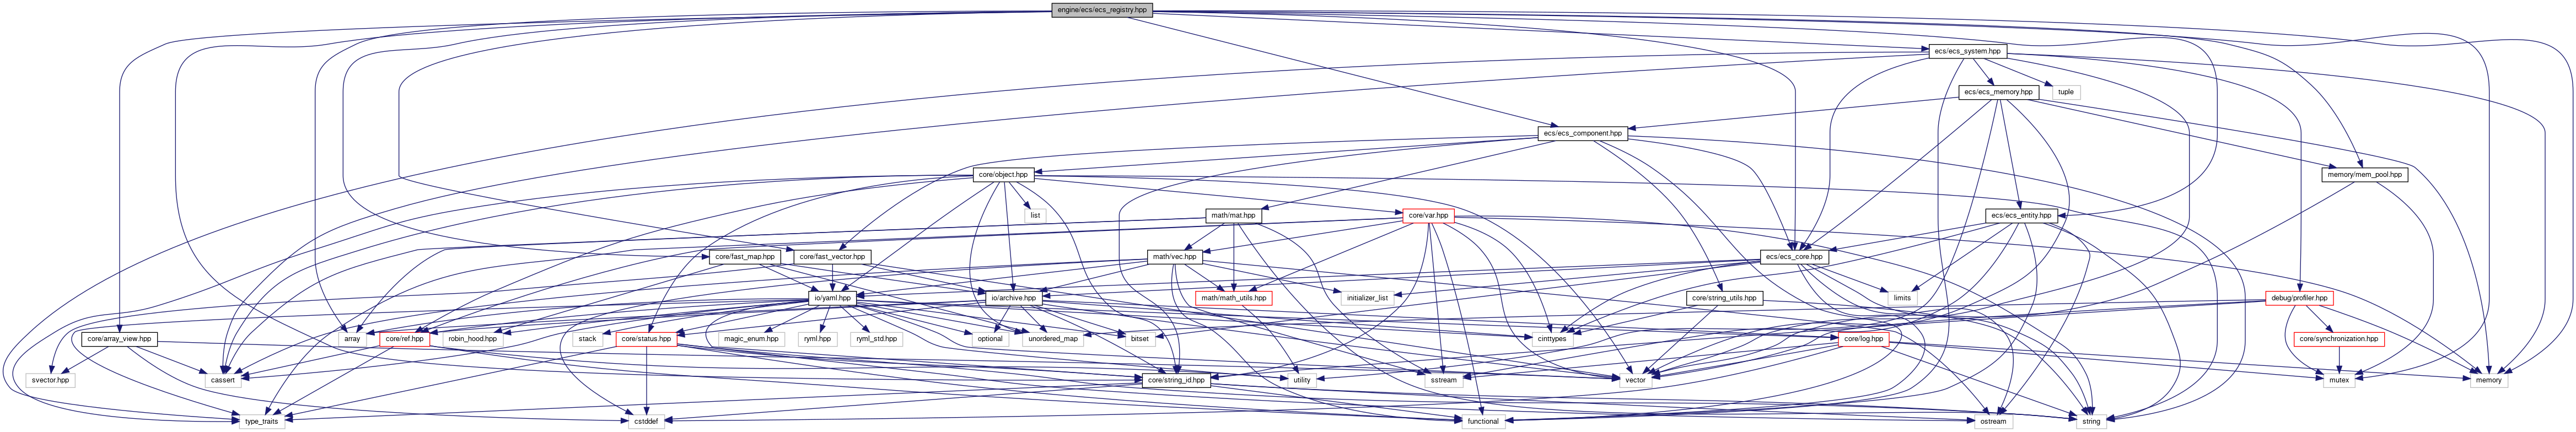 engine/ecs/ecs_registry.hpp
ecs/ecs_system.hpp
ecs/ecs_memory.hpp
tuple
ecs/ecs_component.hpp
core/object.hpp
memory/mem_pool.hpp
list
math/mat.hpp
core/var.hpp
ecs/ecs_entity.hpp
core/fast_map.hpp
core/fast_vector.hpp
math/vec.hpp
ecs/ecs_core.hpp
io/yaml.hpp
io/archive.hpp
math/math_utils.hpp
initializer_list
core/string_utils.hpp
limits
debug/profiler.hpp
core/array_view.hpp
array
core/ref.hpp
robin_hood.hpp
stack
core/status.hpp
magic_enum.hpp
ryml.hpp
ryml_std.hpp
optional
unordered_map
bitset
cinttypes
core/log.hpp
core/synchronization.hpp
svector.hpp
cassert
core/string_id.hpp
utility
sstream
vector
mutex
memory
type_traits
cstddef
functional
ostream
string